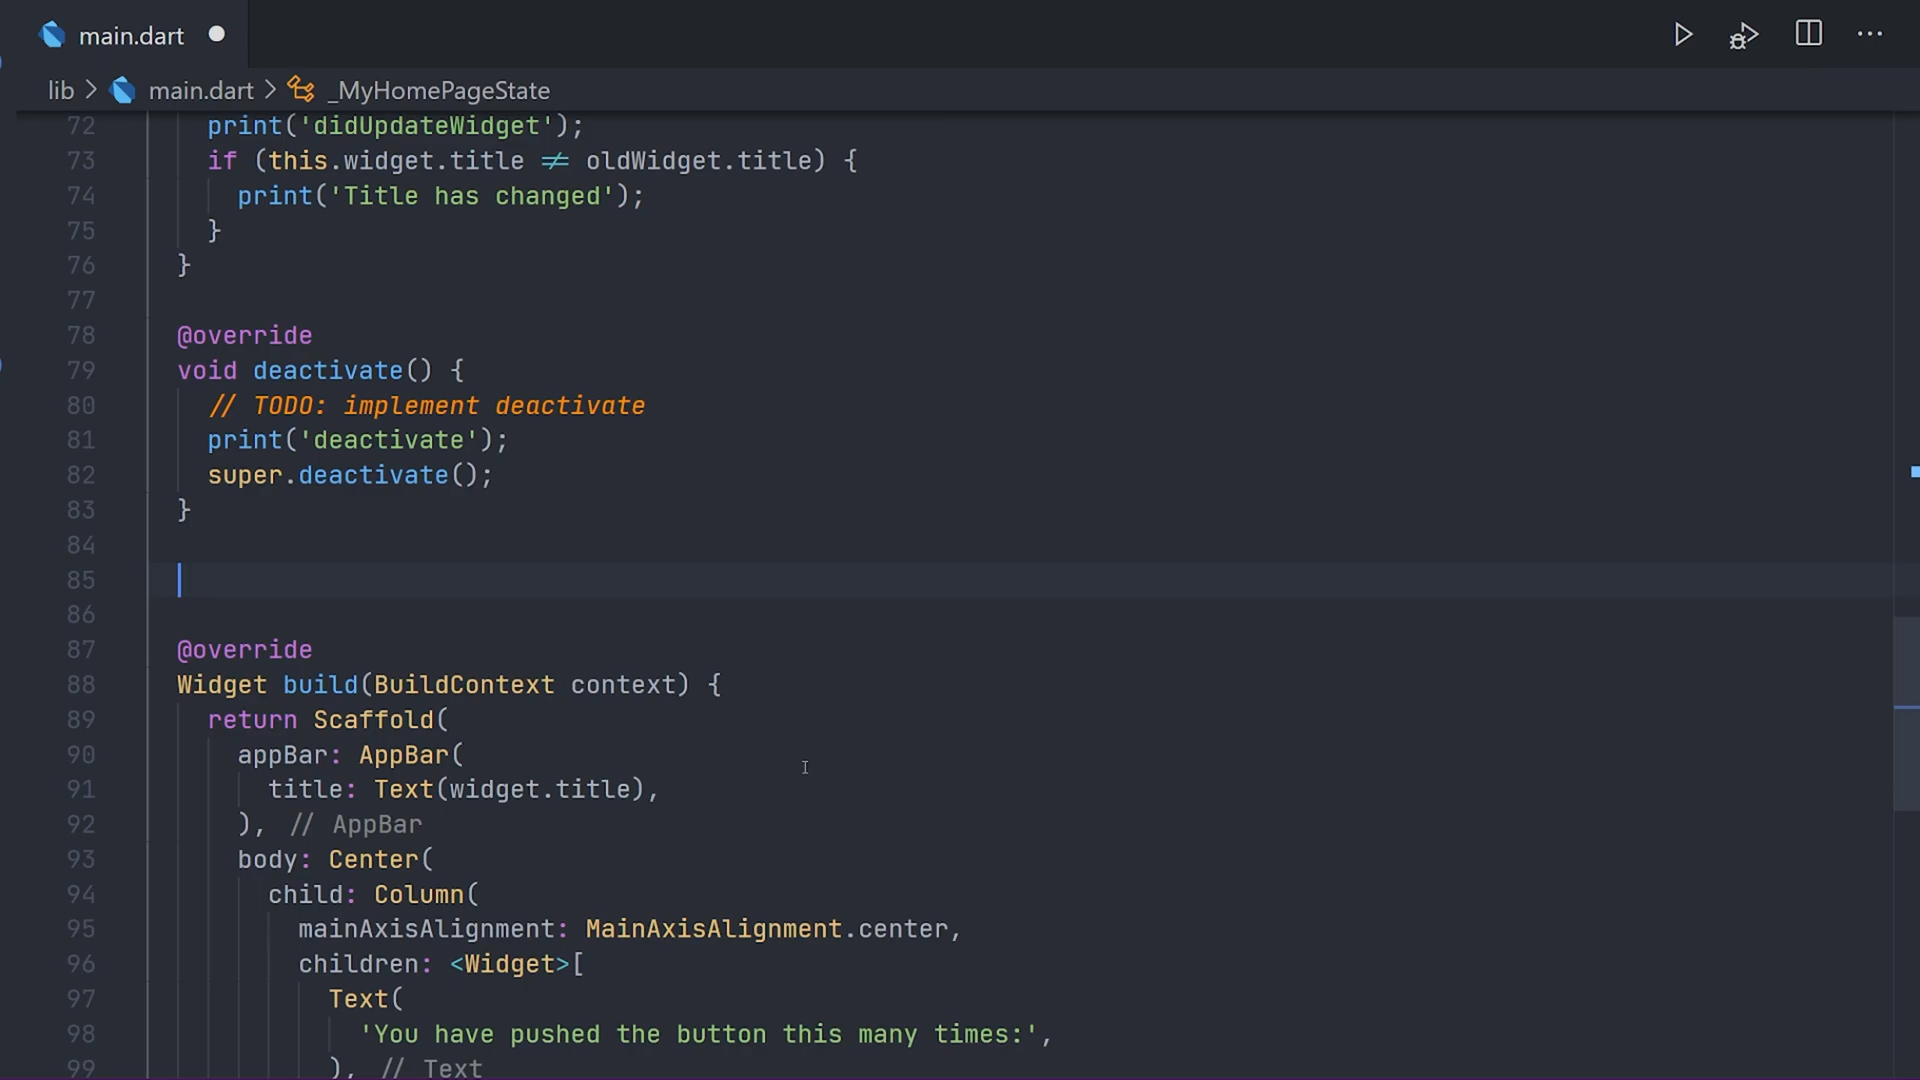 main.dart
lib > main.dart > _MyHomePageState
72 print('didUpdateWidget');
73 if (this.widget.title ≠ oldWidget.title) {
74 print('Title has changed');
75 }
76 }
77
78 @override
79 void deactivate() {
80 // TODO: implement deactivate
81 print('deactivate');
82 super.deactivate();
83 }
84
85
86
87 @override
88 Widget build(BuildContext context) {
89 return Scaffold(
90 appBar: AppBar(
91 title: Text(widget.title),
92 ), // AppBar
93 body: Center(
94 child: Column(
95 mainAxisAlignment: MainAxisAlignment.center,
96 children: <Widget>[
97 Text(
98 'You have pushed the button this many times:',
99 ), // Text